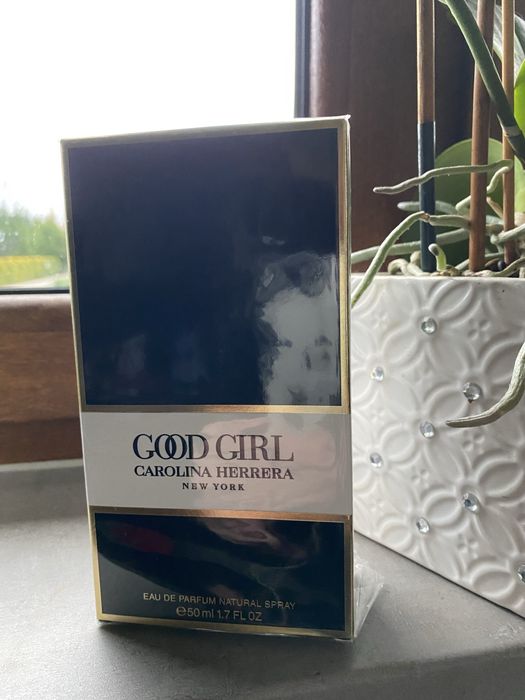 GOOD GIRL
CAROLINA HERRERA
NEW YORK
EAU DE PARFUM NATURAL SPRAY
℮50 ml 1.7 FL OZ